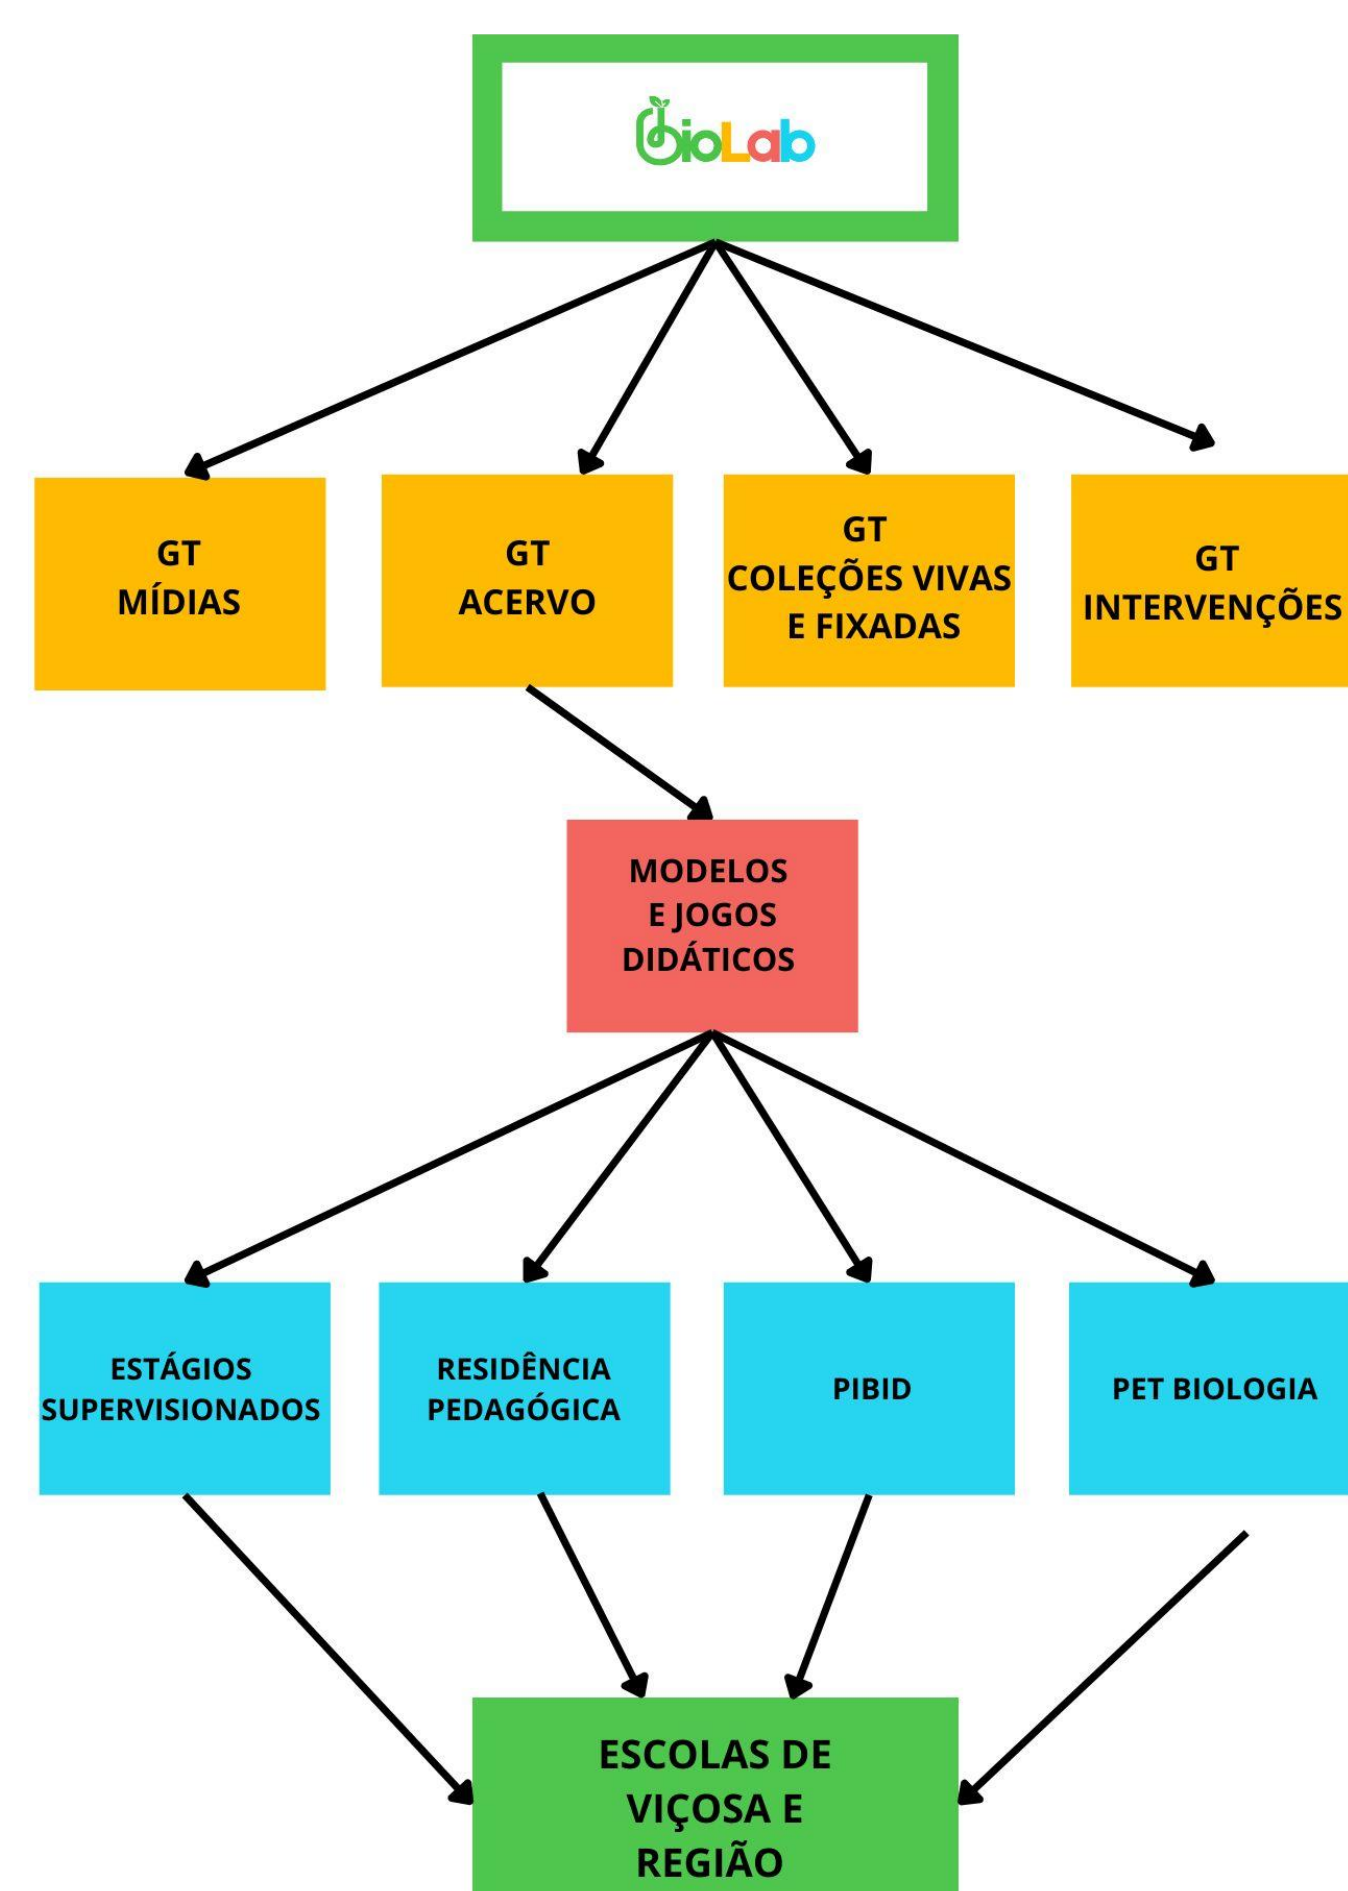 bioLab
GT
MÍDIAS
GT
ACERVO
GT
COLEÇÕES VIVAS
E FIXADAS
GT
INTERVENÇÕES
MODELOS
E JOGOS
DIDÁTICOS
ESTÁGIOS
SUPERVISIONADOS
RESIDÊNCIA
PEDAGÓGICA
PIBID
PET BIOLOGIA
ESCOLAS DE
VIÇOSA E
REGIÃO